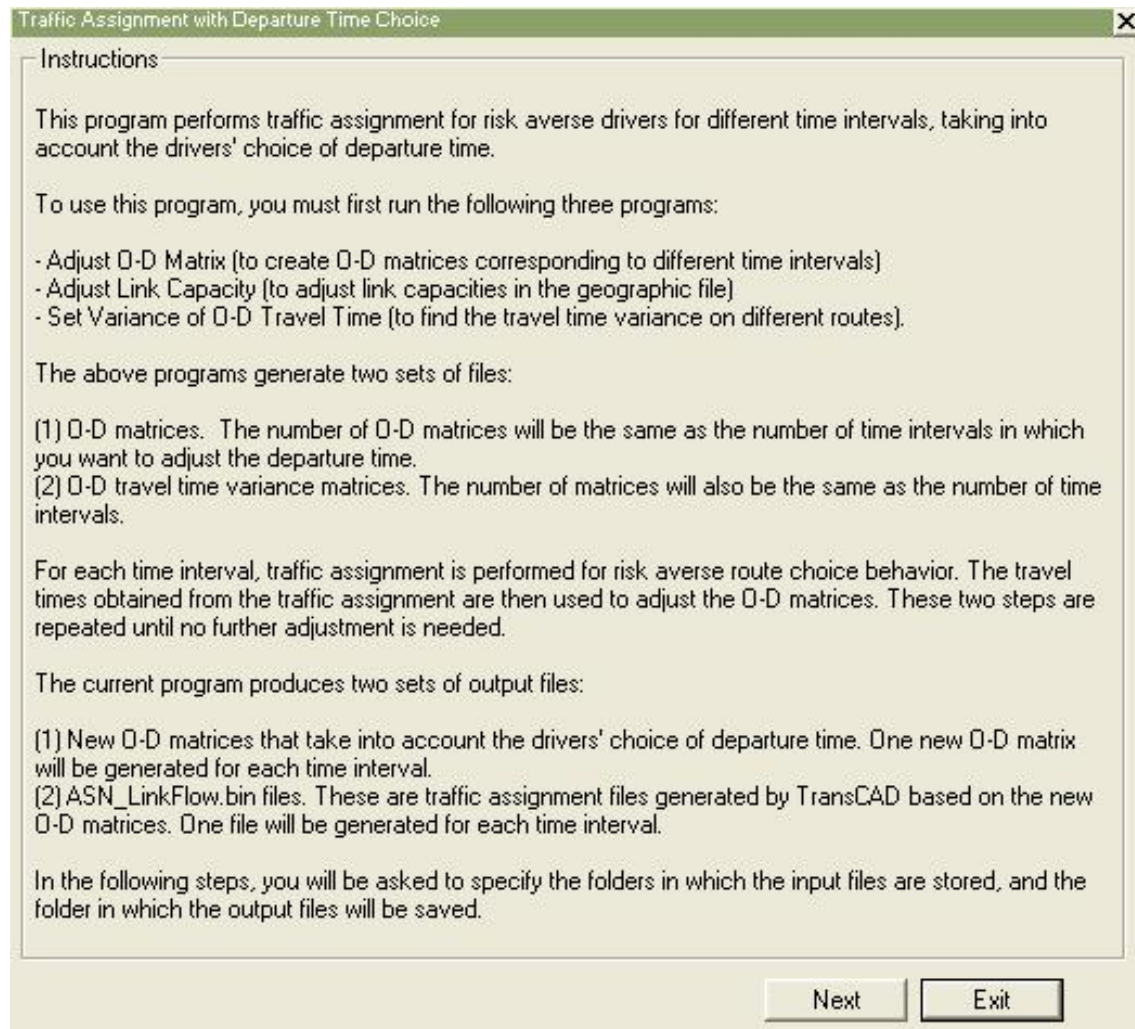 Traffic Assignment with Departure Time Choice
Instructions
This program performs traffic assignment for risk averse drivers for different time intervals, taking into
account the drivers' choice of departure time.
To use this program, you must first run the following three programs:
- Adjust O-D Matrix (to create O-D matrices corresponding to different time intervals)
- Adjust Link Capacity (to adjust link capacities in the geographic file)
- Set Variance of O-D Travel Time (to find the travel time variance on different routes).
The above programs generate two sets of files:
(1) O-D matrices.  The number of O-D matrices will be the same as the number of time intervals in which
you want to adjust the departure time.
(2) O-D travel time variance matrices. The number of matrices will also be the same as the number of time
intervals.
For each time interval, traffic assignment is performed for risk averse route choice behavior. The travel
times obtained from the traffic assignment are then used to adjust the O-D matrices. These two steps are
repeated until no further adjustment is needed.
The current program produces two sets of output files:
(1) New O-D matrices that take into account the drivers' choice of departure time. One new O-D matrix
will be generated for each time interval.
(2) ASN_LinkFlow.bin files. These are traffic assignment files generated by TransCAD based on the new
O-D matrices. One file will be generated for each time interval.
In the following steps, you will be asked to specify the folders in which the input files are stored, and the
folder in which the output files will be saved.
Next
Exit